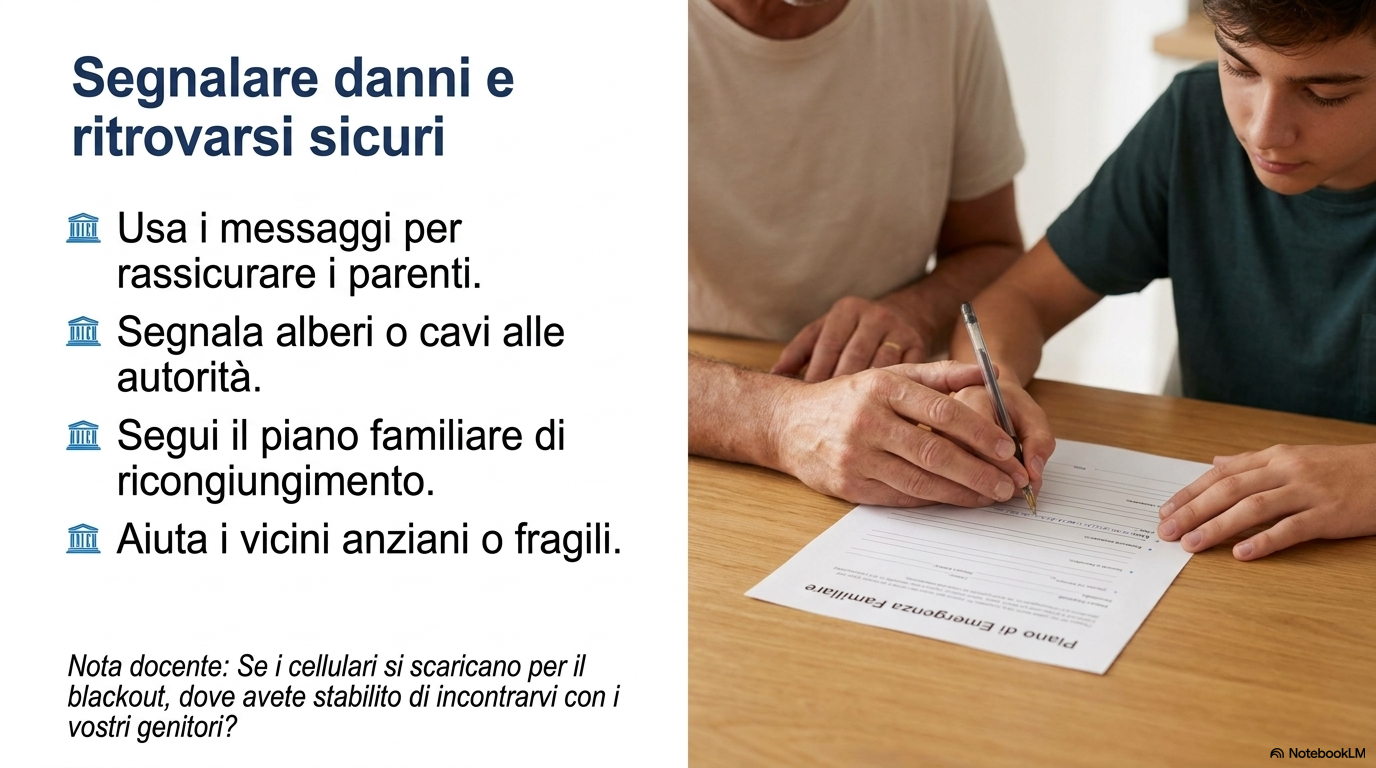 Segnalare danni e
ritrovarsi sicuri
Usa i messaggi per
rassicurare i parenti.
Segnala alberi o cavi alle
autorità.
Segui il piano familiare di
ricongiungimento.
Aiuta i vicini anziani o fragili.
Nota docente: Se i cellulari si scaricano per il
blackout, dove avete stabilito di incontrarvi con i
vostri genitori?
Piano di Emergenza Familiare
NotebookLM